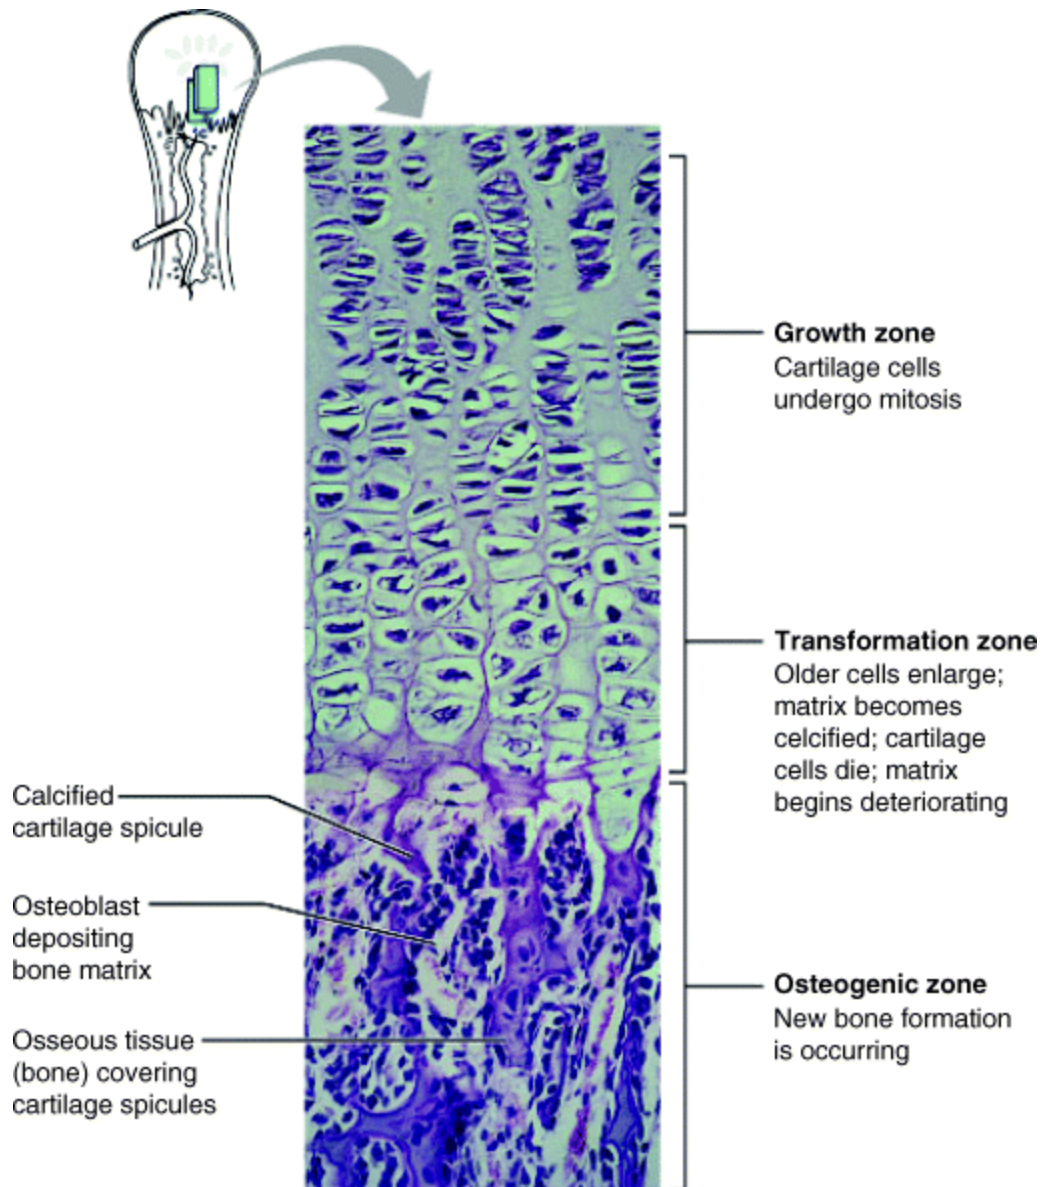 Growth zone
Cartilage cells
undergo mitosis
Transformation zone
Older cells enlarge;
matrix becomes
celcified; cartilage
cells die; matrix
begins deteriorating
Calcified
cartilage spicule
Osteoblast
depositing
bone matrix
Osseous tissue
(bone) covering
cartilage spicules
Osteogenic zone
New bone formation
is occurring